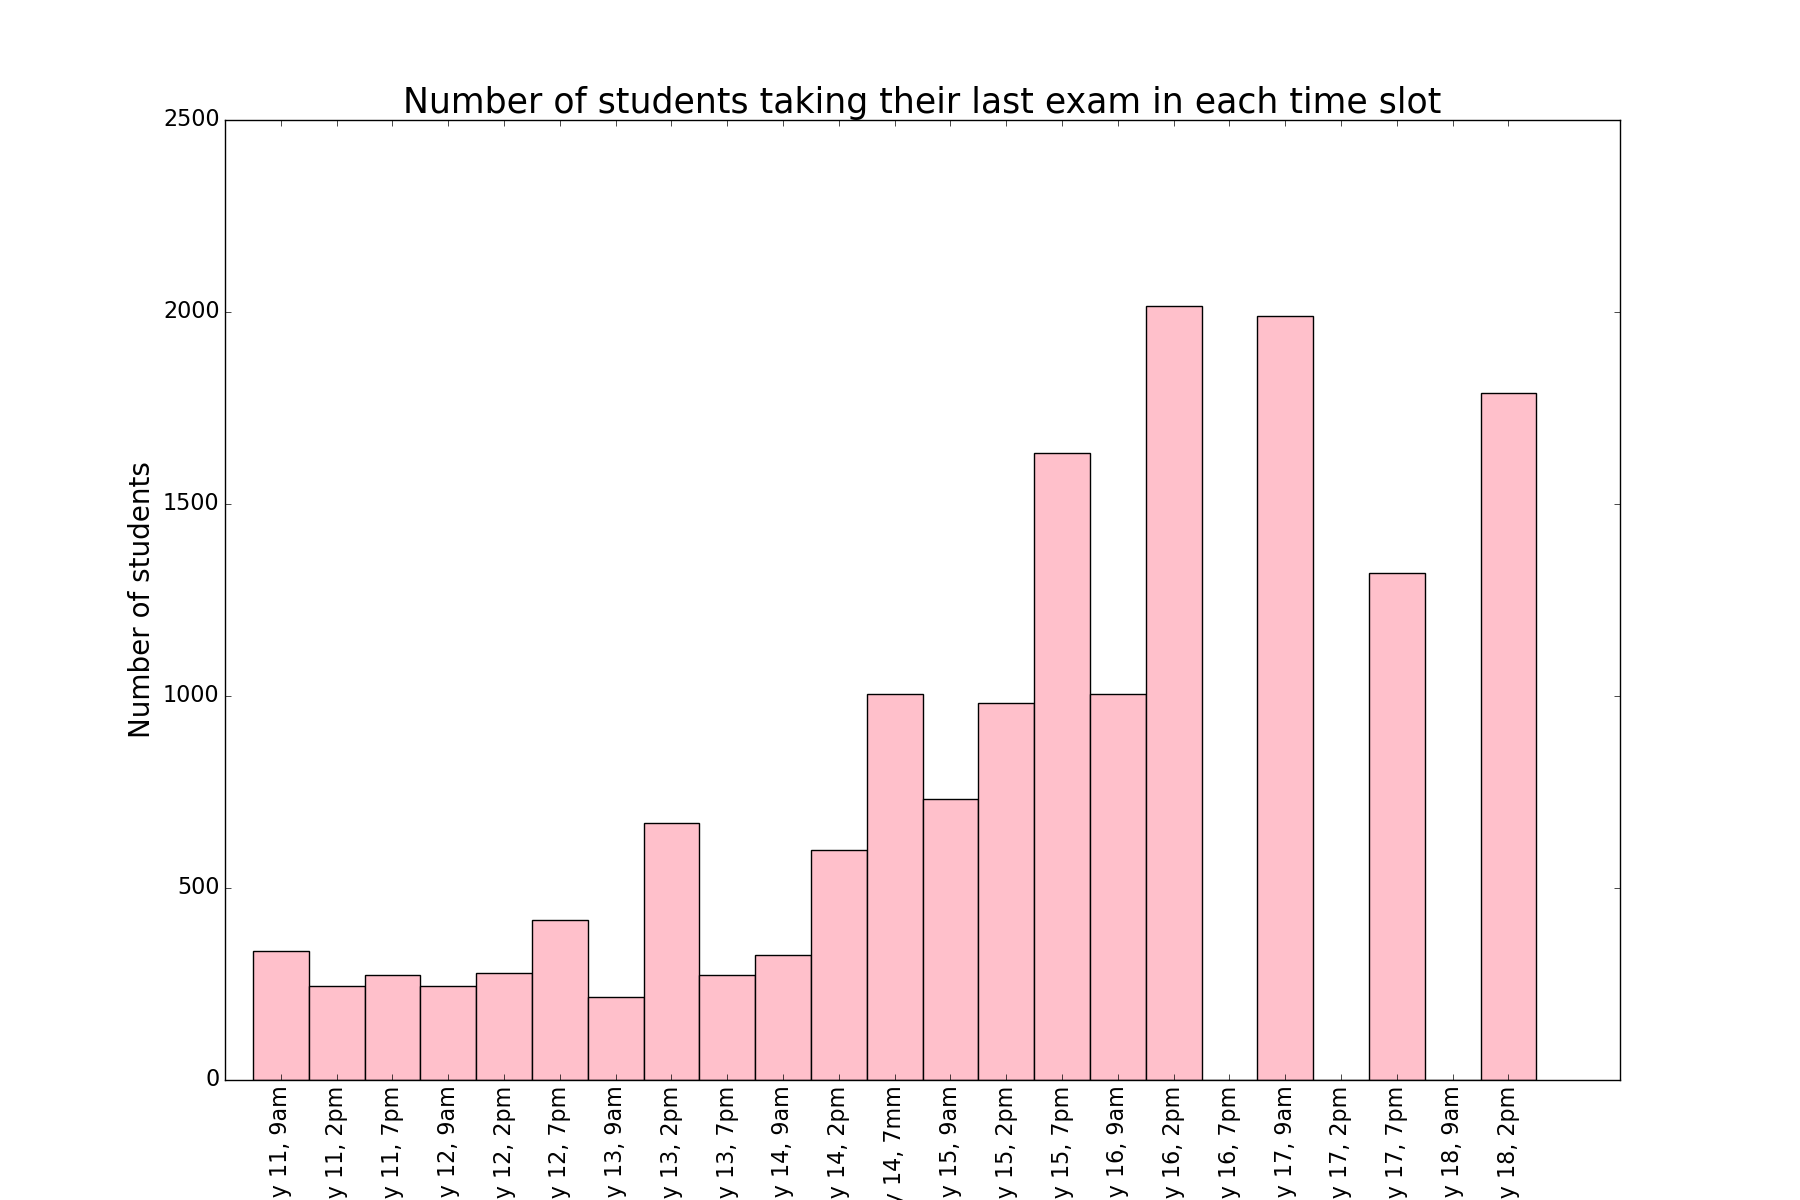 Number of students taking their last exam in each time slot
2500
2000
1500
1000
500
0
Number of students
y 11, 9am
y 11, 2pm
y 11, 7pm
y 12, 9am
y 12, 2pm
y 12, 7pm
y 13, 9am
y 13, 2pm
y 13, 7pm
y 14, 9am
y 14, 2pm
y 14, 7mm
y 15, 9am
y 15, 2pm
y 15, 7pm
y 16, 9am
y 16, 2pm
y 16, 7pm
y 17, 9am
y 17, 2pm
y 17, 7pm
y 18, 9am
y 18, 2pm